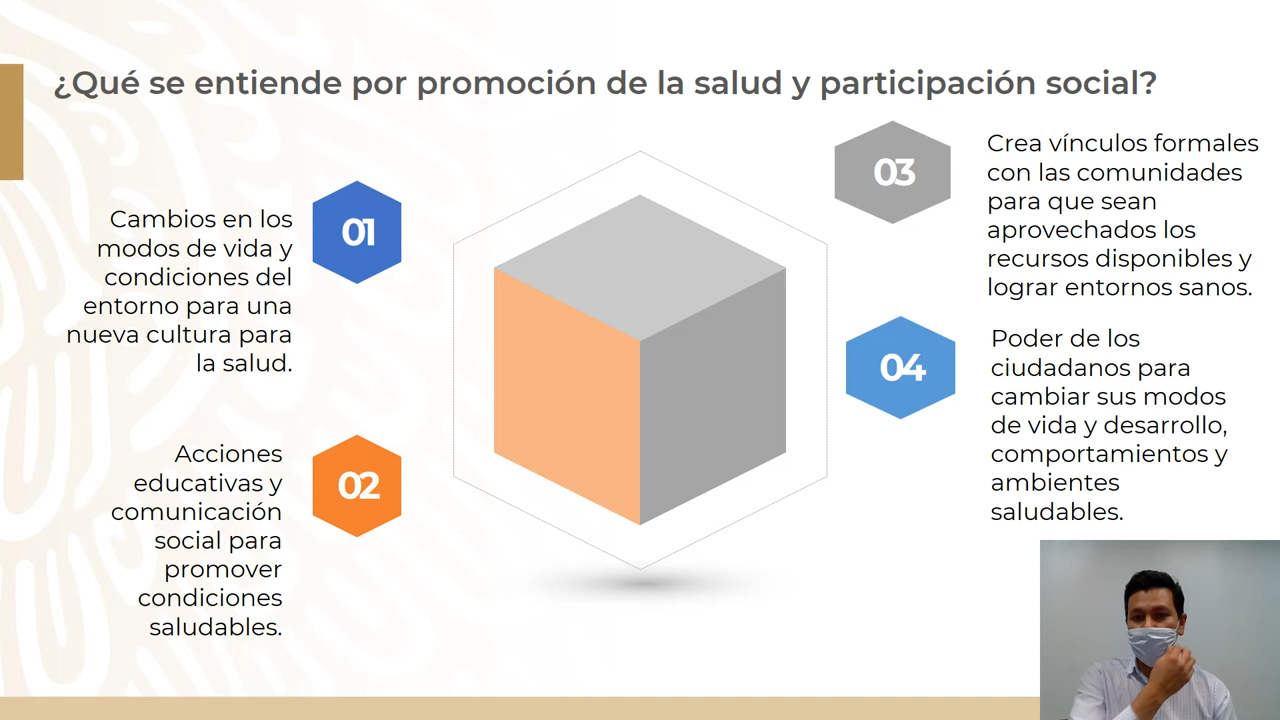 ¿Qué se entiende por promoción de la salud y participación social?
01
Cambios en los
modos de vida y
condiciones del
entorno para una
nueva cultura para
la salud.
02
Acciones
educativas y
comunicación
social para
promover
condiciones
saludables.
03
Crea vínculos formales
con las comunidades
para que sean
aprovechados los
recursos disponibles y
lograr entornos sanos.
04
Poder de los
ciudadanos para
cambiar sus modos
de vida y desarrollo,
comportamientos y
ambientes
saludables.